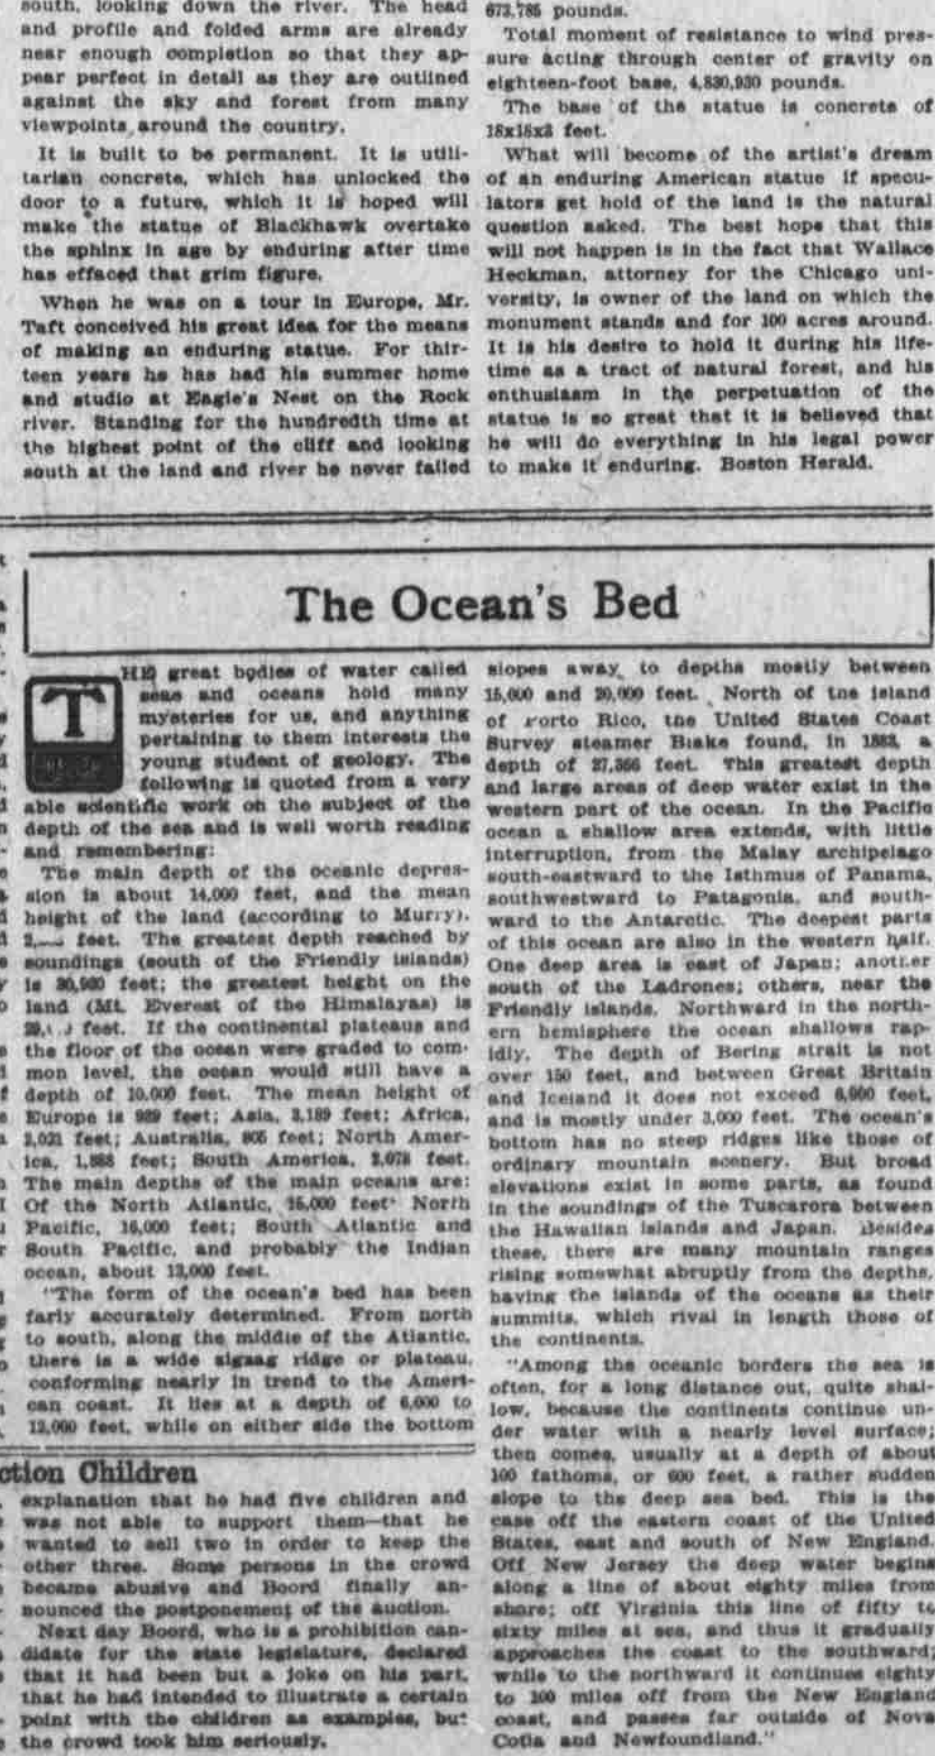 south, looking down the river. The head
and profile and folded arms are already
near enough completion so that they ap-
pear perfect in detail as they are outlined
against the sky and forest from many
viewpoints around the country.
It is built to be permanent. It is utili-
tarian concrete, which has unlocked the
door to a future, which it is hoped will
make the statue of Blackhawk overtake
the sphinx in age by enduring after time
has effaced that grim figure.
When he was on a tour in Europe, Mr.
Taft conceived his great idea for the means
of making an enduring statue. For thir-
teen years he has had his summer home
and studio at Eagle's Nest on the Rock
river. Standing for the hundredth time at
the highest point of the cliff and looking
south at the land and river he never failed
673,785 pounds.
Total moment of resistance to wind pres-
sure acting through center of gravity on
eighteen-foot base, 4,830,930 pounds.
The base of the statue is concrete of
18x18x3 feet.
What will become of the artist's dream
of an enduring American statue if specu-
lators get hold of the land is the natural
question asked. The best hope that this
will not happen is in the fact that Wallace
Heckman, attorney for the Chicago uni-
versity, is owner of the land on which the
monument stands and for 100 acres around.
It is his desire to hold it during his life-
time as a tract of natural forest, and his
enthusiasm in the perpetuation of the
statue is so great that it is believed that
he will do everything in his legal power
to make it enduring. Boston Herald.
The Ocean's Bed
THE great bodies of water called
seas and oceans hold many
mysteries for us, and anything
pertaining to them interests the
young student of geology. The
following is quoted from a very
able scientific work on the subject of the
depth of the sea and is well worth reading
and remembering:
The main depth of the oceanic depres-
sion is about 14,000 feet, and the mean
height of the land (according to Murry),
feet. The greatest depth reached by
soundings (south of the Friendly islands)
is 30,930 feet; the greatest height on the
land (Mt. Everest of the Himalayas) is
feet. If the continental plateaus and
the floor of the ocean were graded to com-
mon level, the ocean would still have a
depth of 10.000 feet. The mean height of
Europe is 939 feet; Asia, 3,189 feet; Africa,
2,021 feet; Australia, 805 feet; North Amer-
ica, 1,888 feet; South America, 2,078 feet.
The main depths of the main oceans are:
Of the North Atlantic, 15,000 feet; North
Pacific, 16,000 feet; South Atlantic and
South Pacific, and probably the Indian
ocean, about 13,000 feet.
"The form of the ocean's bed has been
farly accurately determined. From north
to south, along the middle of the Atlantic,
there is a wide zigzag ridge or plateau,
conforming nearly in trend to the Ameri-
can coast. It lies at a depth of 6,000 to
12,000 feet, while on either side the bottom
slopes away to depths mostly between
15,000 and 20,000 feet. North of the island
of Porto Rico, the United States Coast
Survey steamer Blake found, in 1883, a
depth of 27,366 feet. This greatest depth
and large areas of deep water exist in the
western part of the ocean. In the Pacific
ocean a shallow area extends, with little
interruption, from the Malay archipelago
south-eastward to the Isthmus of Panama,
southwestward to Patagonia, and south-
ward to the Antarctic. The deepest parts
of this ocean are also in the western half.
One deep area is east of Japan; another
south of the Ladrones; others, near the
Friendly islands. Northward in the north-
ern hemisphere the ocean shallows rap-
idly. The depth of Bering strait is not
over 150 feet, and between Great Britain
and Iceland it does not exceed 6,000 feet,
and is mostly under 3,000 feet. The ocean's
bottom has no steep ridges like those of
ordinary mountain scenery. But broad
elevations exist in some parts, as found
in the soundings of the Tuscarora between
the Hawaiian islands and Japan. Besides
these, there are many mountain ranges
rising somewhat abruptly from the depths,
having the islands of the oceans as their
summits, which rival in length those of
the continents.
"Among the oceanic borders the sea is
often, for a long distance out, quite shal-
low, because the continents continue un-
der water with a nearly level surface;
then comes, usually at a depth of about
100 fathoms, or 600 feet, a rather sudden
slope to the deep sea bed. This is the
case off the eastern coast of the United
States, east and south of New England.
Off New Jersey the deep water begins
along a line of about eighty miles from
shore; off Virginia this line of fifty to
sixty miles at sea, and thus it gradually
approaches the coast to the southward;
while to the northward it continues eighty
to 100 miles off from the New England
coast, and passes far outside of Nova
Cotia and Newfoundland."
ction Children
explanation that he had five children and
was not able to support them—that he
wanted to sell two in order to keep the
other three. Some persons in the crowd
became abusive and Boord finally an-
nounced the postponement of the auction.
Next day Boord, who is a prohibition can-
didate for the state legislature, declared
that it had been but a joke on his part,
that he had intended to illustrate a certain
point with the children as examples, but
the crowd took him seriously.